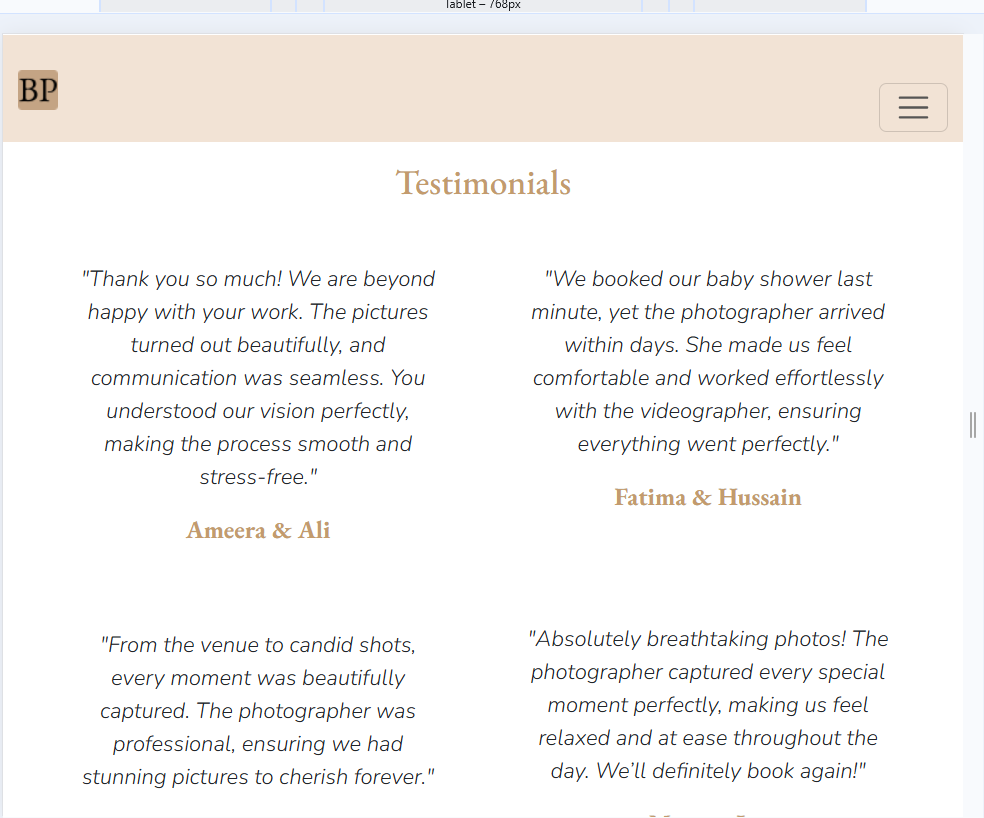 Tablet – 768px
BP
Testimonials
"Thank you so much! We are beyond
happy with your work. The pictures
turned out beautifully, and
communication was seamless. You
understood our vision perfectly,
making the process smooth and
stress-free."
Ameera & Ali
"We booked our baby shower last
minute, yet the photographer arrived
within days. She made us feel
comfortable and worked effortlessly
with the videographer, ensuring
everything went perfectly."
Fatima & Hussain
"From the venue to candid shots,
every moment was beautifully
captured. The photographer was
professional, ensuring we had
stunning pictures to cherish forever."
"Absolutely breathtaking photos! The
photographer captured every special
moment perfectly, making us feel
relaxed and at ease throughout the
day. We’ll definitely book again!"